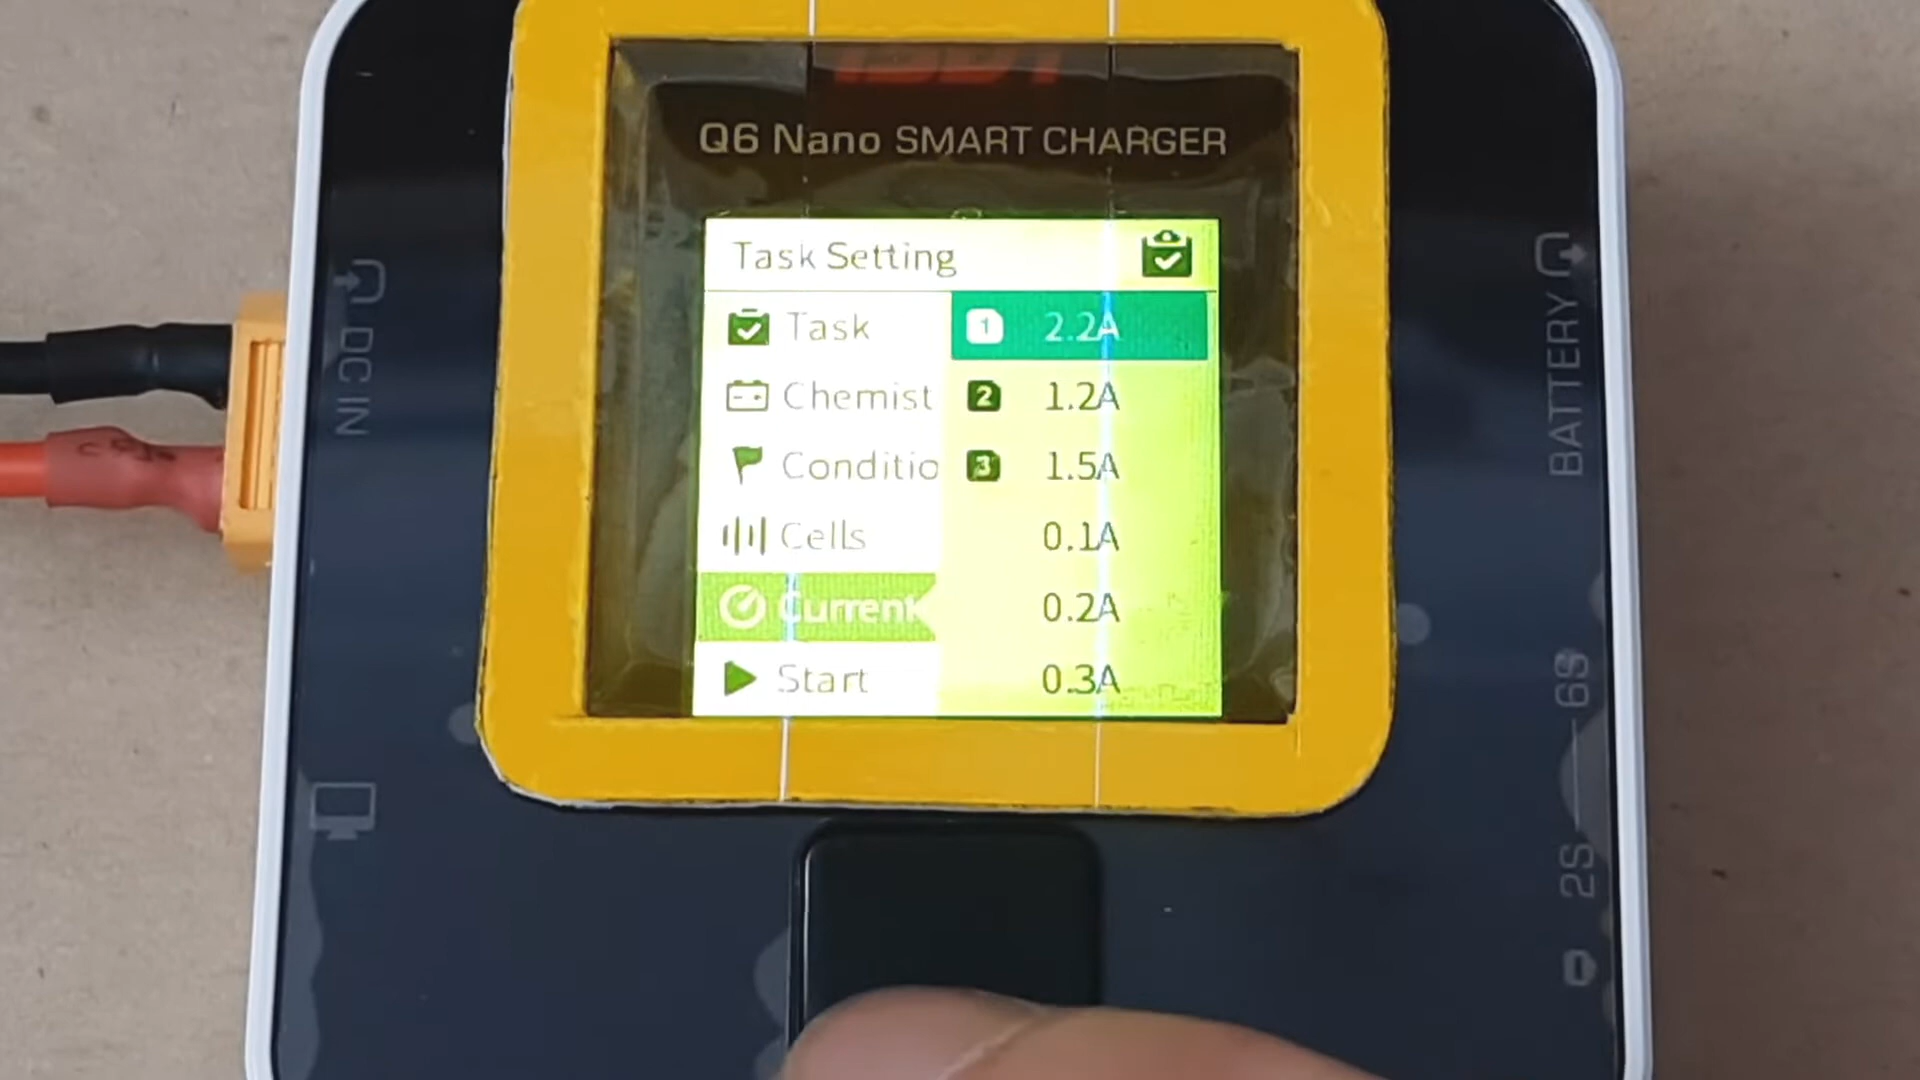 Q6 Nano SMART CHARGER
Task Setting
Task
1 2.2A
Chemist
2 1.2A
Conditio
3 1.5A
Cells
0.1A
Current
0.2A
Start
0.3A
DC IN
BATTERY
2S — 6S